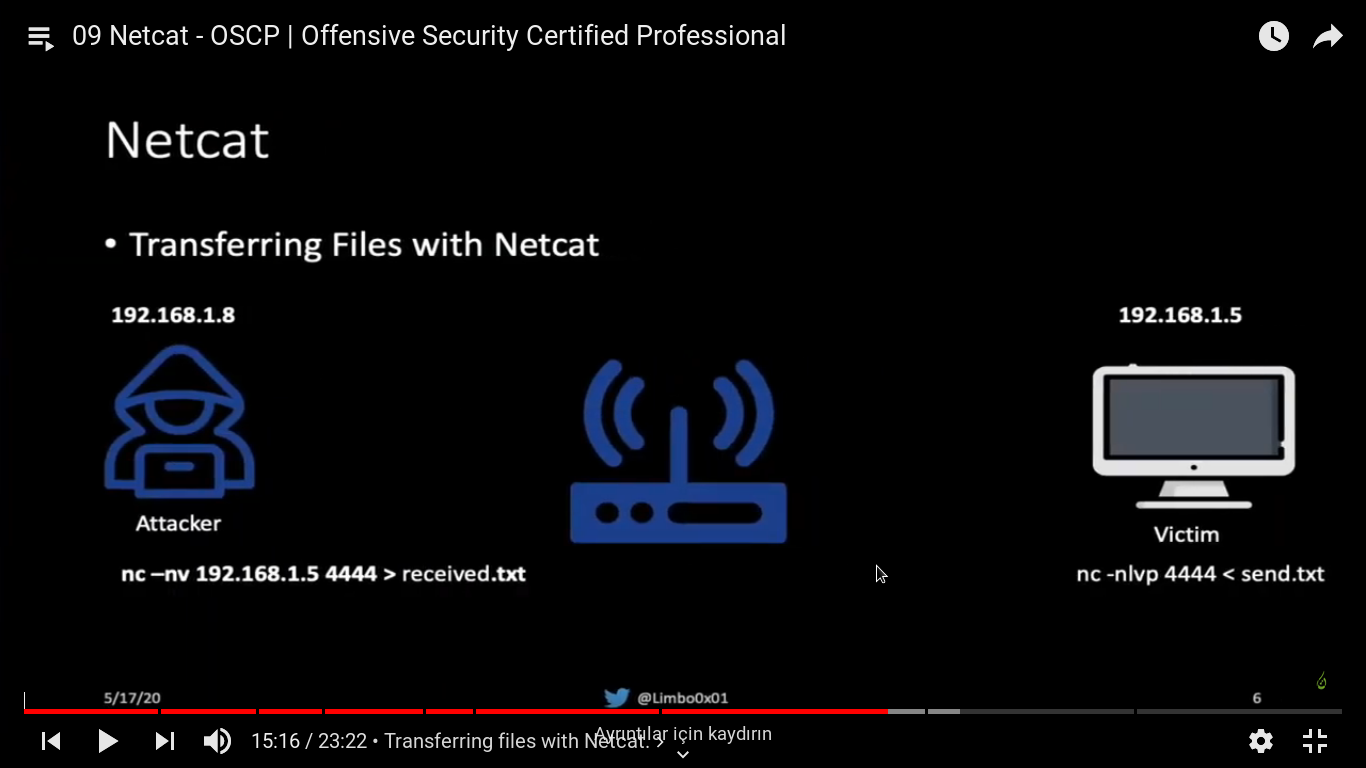 09 Netcat - OSCP | Offensive Security Certified Professional
Netcat
• Transferring Files with Netcat
192.168.1.8
192.168.1.5
Attacker
Victim
nc –nv 192.168.1.5 4444 > received.txt
nc -nlvp 4444 < send.txt
5/17/20
@Limbo0x01
6
15:16 / 23:22 • Transferring files with Netcat. >
Ayrıntılar için kaydırın